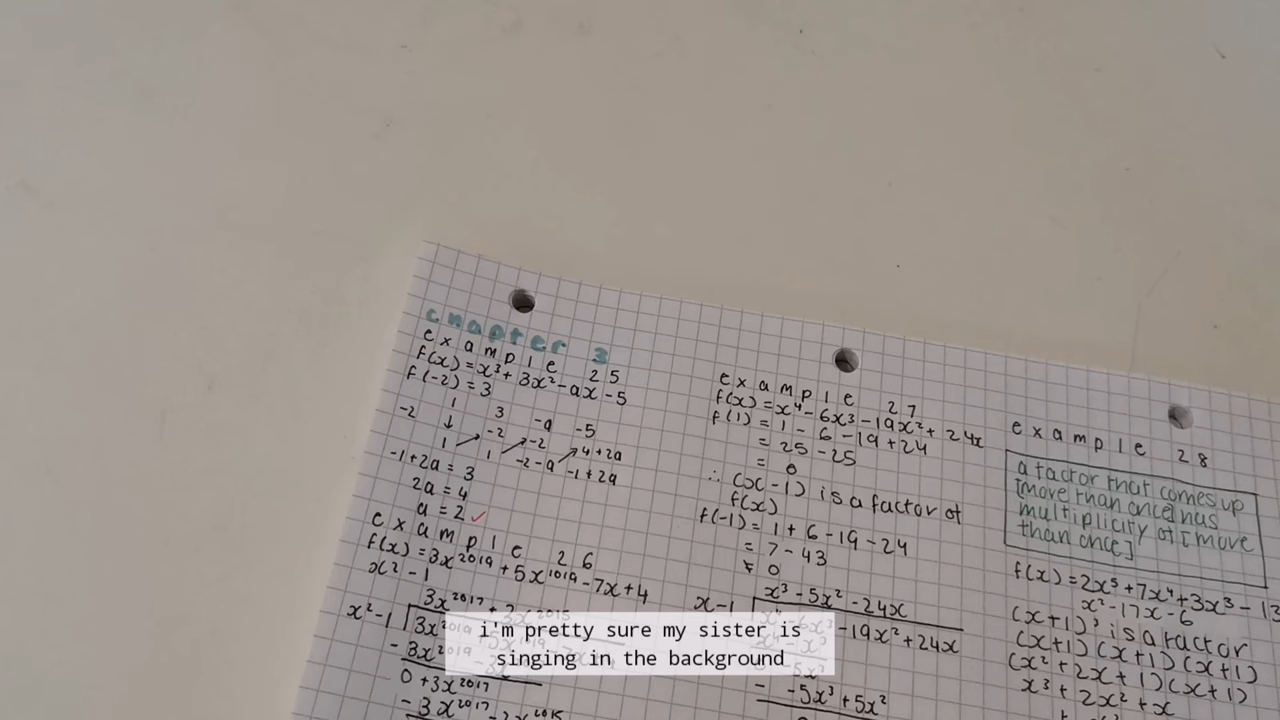 chapter 3
example 25
f(x) = x³ + 3x² - ax - 5
f(-2) = 3
1 3 -a -5
-2 ↓ -2 -2 4+2a
1 1 -2-a -1+2a
-1+2a = 3
2a = 4
a = 2 ✓
example 26
f(x) = 3x²⁰¹⁹ + 5x¹⁰¹⁹ - 7x + 4
x² - 1
x²-1
- 3x²⁰¹⁹
0 + 3x²⁰¹⁷
- 3x²⁰¹⁷
example 27
f(x) = x⁴ - 6x³ - 19x² + 24x
f(1) = 1 - 6 - 19 + 24
= 25 - 25
= 0
∴ (x-1) is a factor of
f(x)
f(-1) = 1 + 6 - 19 - 24
= 7 - 43
≠ 0
x³ - 5x² - 24x
x-1
- 19x² + 24x
- -5x³ + 5x²
example 28
a factor that comes up
[more than once] has
multiplicity of [more
than once]
f(x) = 2x⁵ + 7x⁴ + 3x³ - 13
x² - 17x - 6
(x+1)³ is a factor
(x+1)(x+1)(x+1)
(x²+2x+1)(x+1)
x³ + 2x² + x
i'm pretty sure my sister is
singing in the background